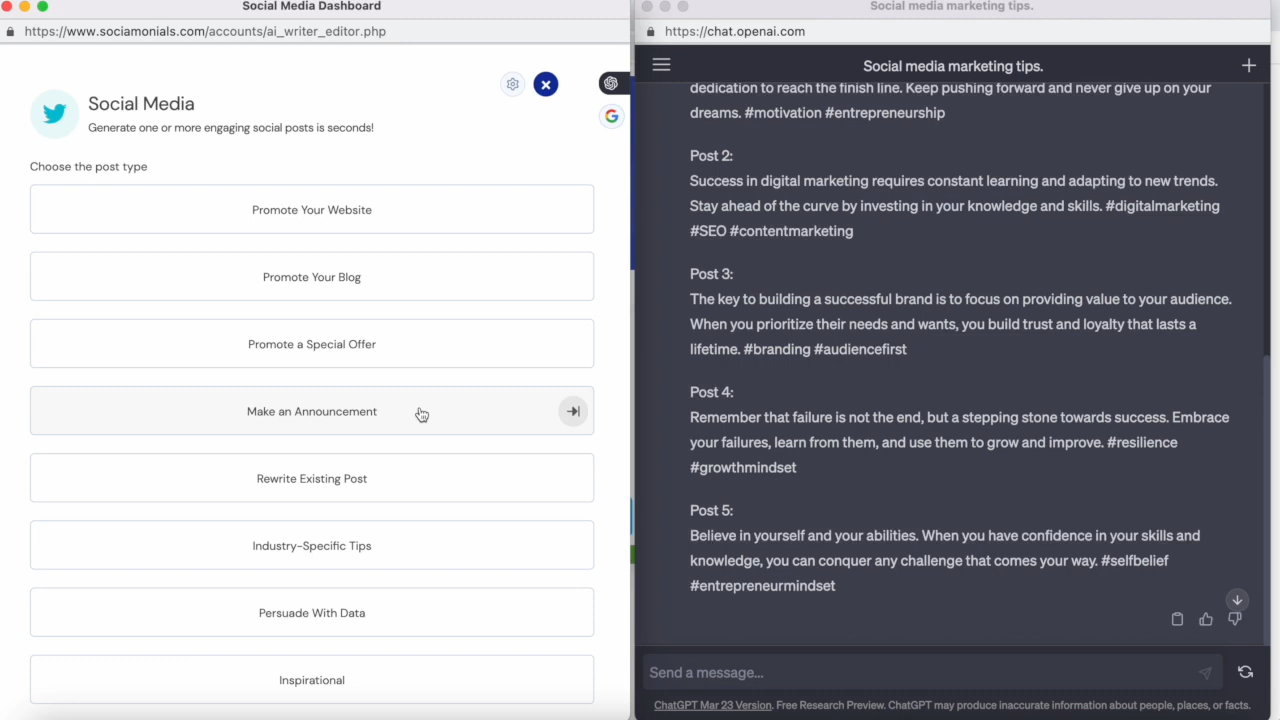 Social Media Dashboard
https://www.sociamonials.com/accounts/ai_writer_editor.php
Social Media
Generate one or more engaging social posts is seconds!
Choose the post type
Promote Your Website
Promote Your Blog
Promote a Special Offer
Make an Announcement
Rewrite Existing Post
Industry-Specific Tips
Persuade With Data
Inspirational
Social media marketing tips.
https://chat.openai.com
Social media marketing tips.
dedication to reach the finish line. Keep pushing forward and never give up on your
dreams. #motivation #entrepreneurship
Post 2:
Success in digital marketing requires constant learning and adapting to new trends.
Stay ahead of the curve by investing in your knowledge and skills. #digitalmarketing
#SEO #contentmarketing
Post 3:
The key to building a successful brand is to focus on providing value to your audience.
When you prioritize their needs and wants, you build trust and loyalty that lasts a
lifetime. #branding #audiencefirst
Post 4:
Remember that failure is not the end, but a stepping stone towards success. Embrace
your failures, learn from them, and use them to grow and improve. #resilience
#growthmindset
Post 5:
Believe in yourself and your abilities. When you have confidence in your skills and
knowledge, you can conquer any challenge that comes your way. #selfbelief
#entrepreneurmindset
Send a message...
ChatGPT Mar 23 Version. Free Research Preview. ChatGPT may produce inaccurate information about people, places, or facts.